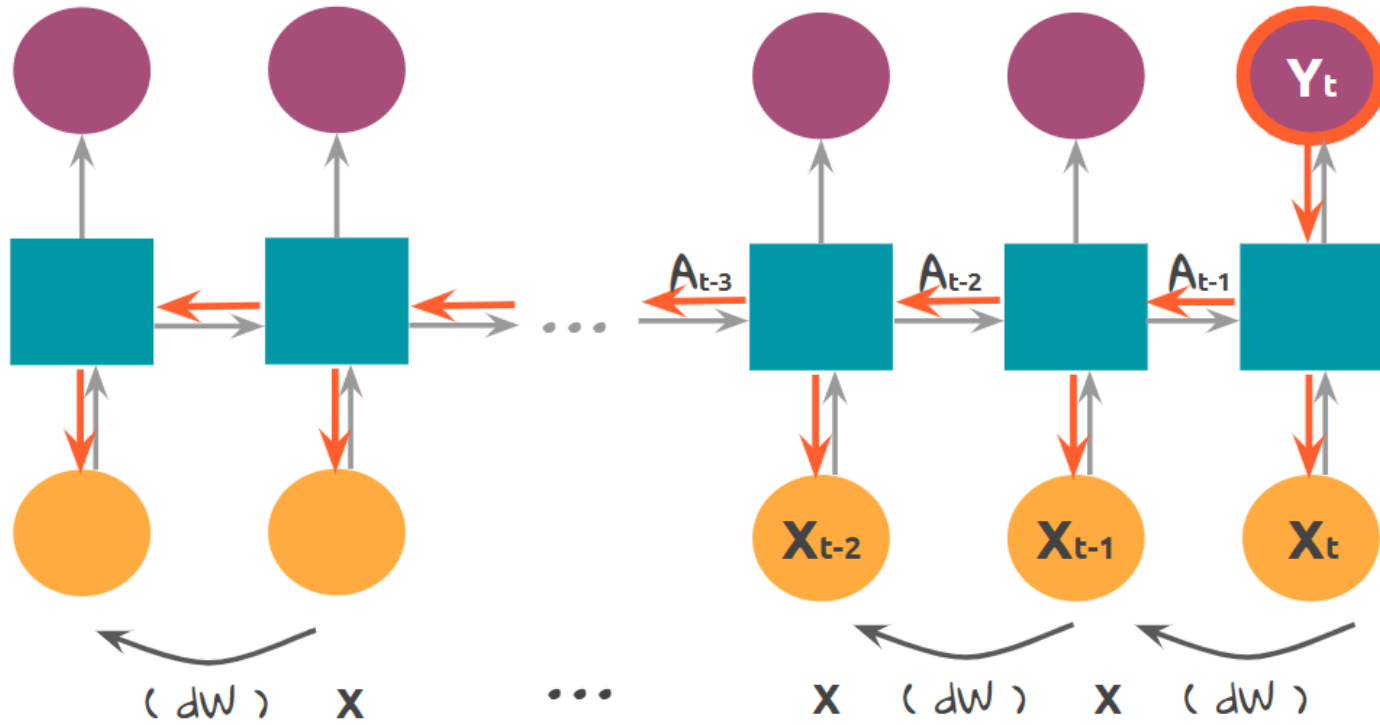 Yt
At-3 At-2 At-1
...
Xt-2 Xt-1 Xt
( dW ) x ... x ( dW ) x ( dW )